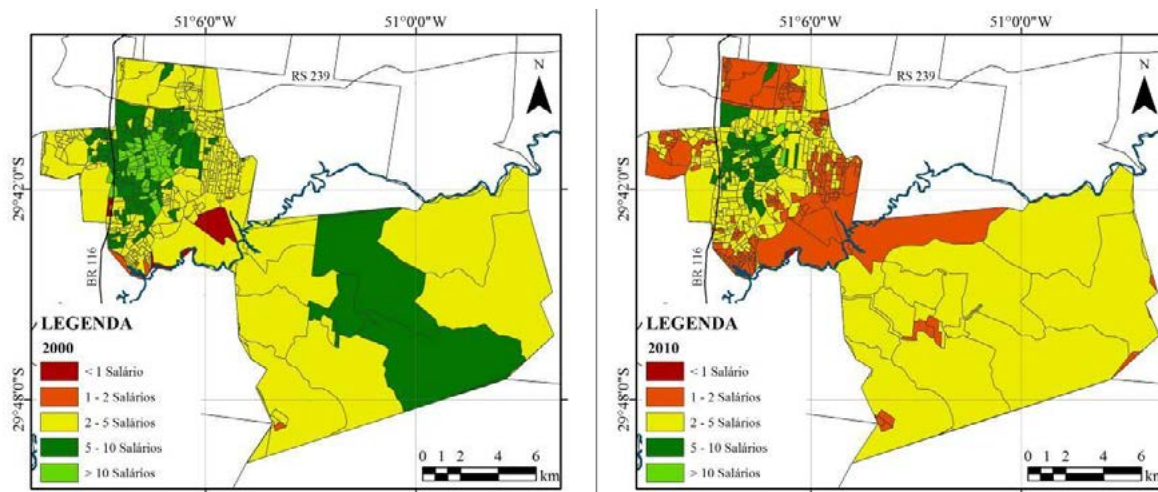 51°6'0"W 51°0'0"W
RS 239
N
29°42'0"S
BR 116
29°48'0"S
LEGENDA
2000
< 1 Salário
1 - 2 Salários
2 - 5 Salários
5 - 10 Salários
> 10 Salários
0 1 2 4 6
km
51°6'0"W 51°0'0"W
RS 239
N
29°42'0"S
BR 116
29°48'0"S
LEGENDA
2010
< 1 Salário
1 - 2 Salários
2 - 5 Salários
5 - 10 Salários
> 10 Salários
0 1 2 4 6
km